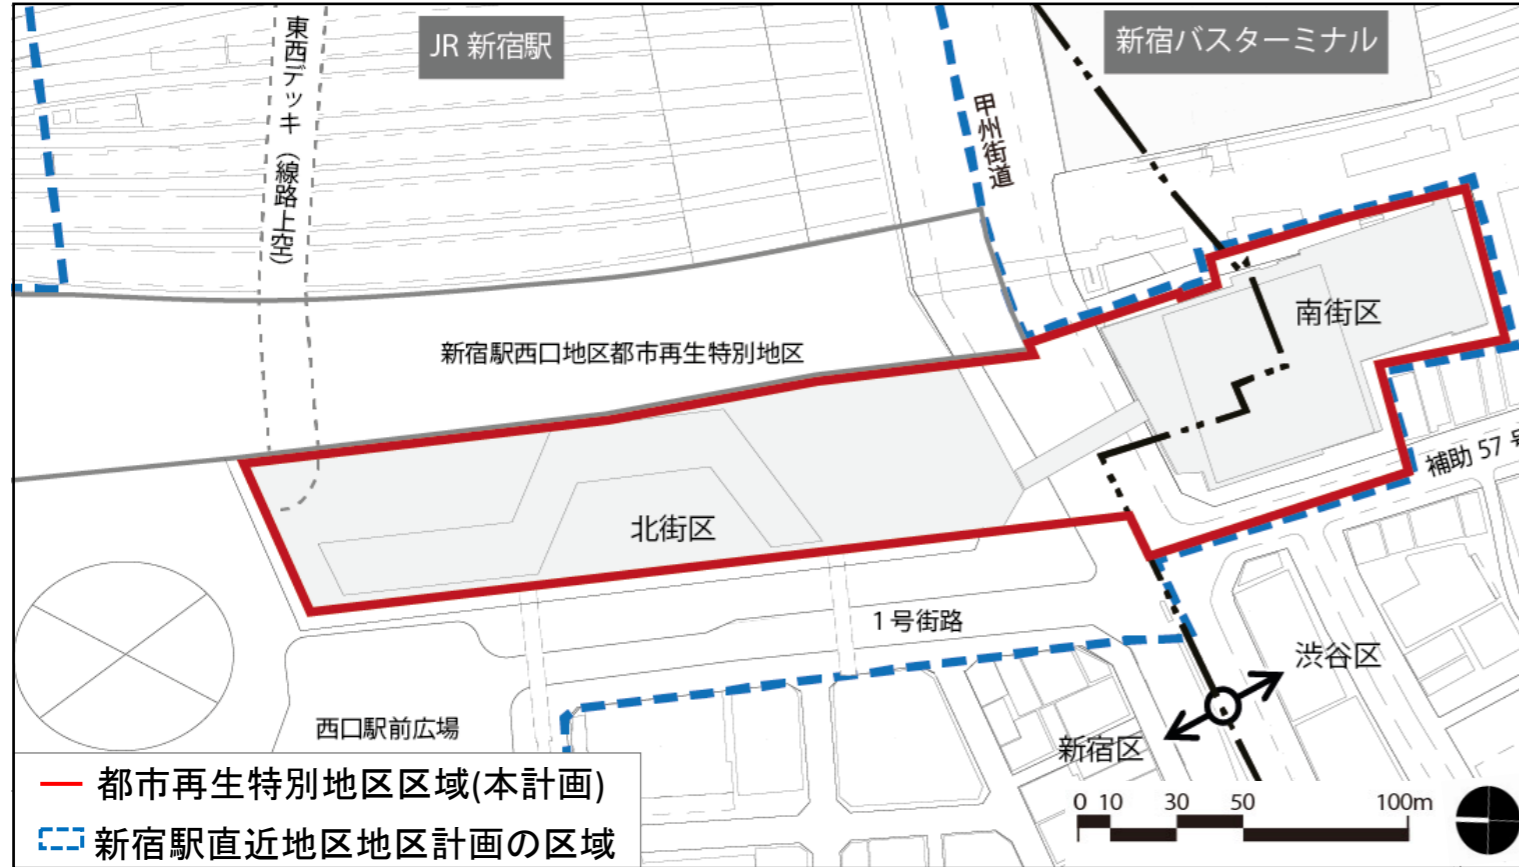 JR 新宿駅
新宿バスターミナル
東西デッキ（線路上空）
甲州街道
南街区
新宿駅西口地区都市再生特別地区
補助 57 号
北街区
1 号街路
渋谷区
新宿区
西口駅前広場
都市再生特別地区区域(本計画)
新宿駅直近地区地区計画の区域
0 10 30 50 100m